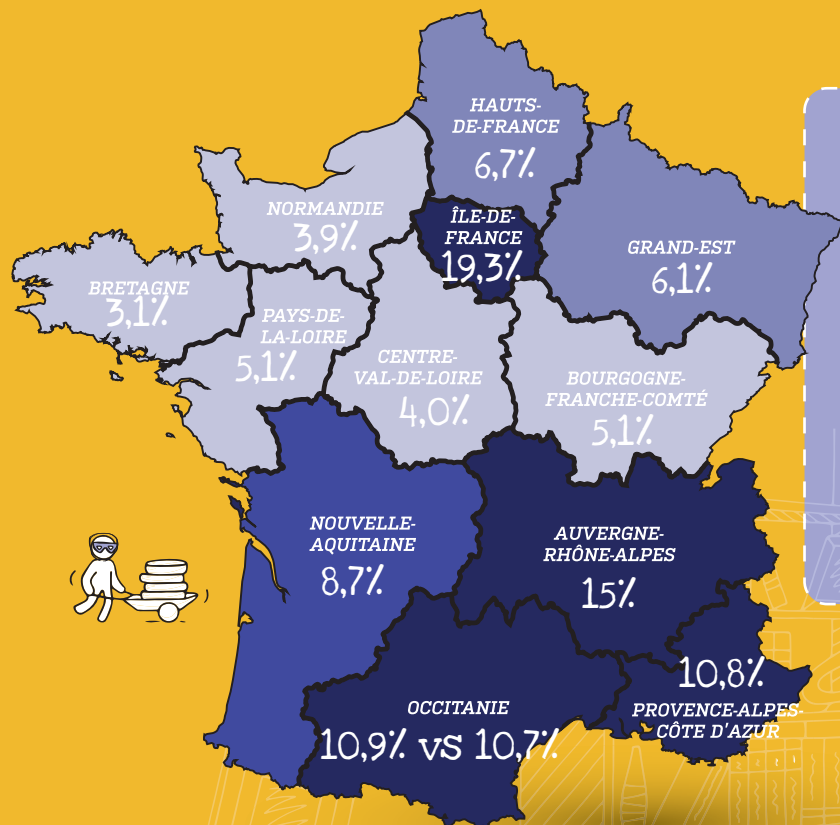 HAUTS-
DE-FRANCE
6,7%
ÎLE-DE-
FRANCE
19,3%
NORMANDIE
3,9%
GRAND-EST
6,1%
BRETAGNE
3,1%
PAYS-DE-
LA-LOIRE
5,1%
CENTRE-
VAL-DE-LOIRE
4,0%
BOURGOGNE-
FRANCHE-COMTÉ
5,1%
NOUVELLE-
AQUITAINE
8,7%
AUVERGNE-
RHÔNE-ALPES
15%
10,8%
PROVENCE-ALPES-
CÔTE D'AZUR
OCCITANIE
10,9% vs 10,7%